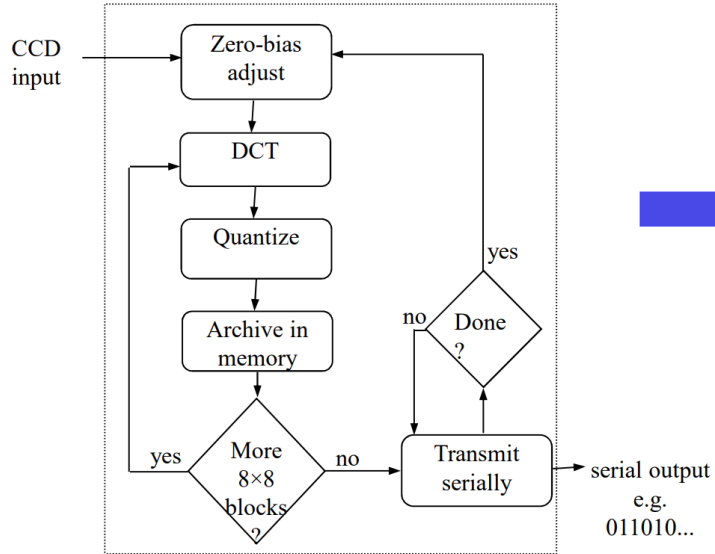 CCD
input
Zero-bias
adjust
DCT
Quantize
Archive in
memory
More
8×8
blocks
?
yes
no
Transmit
serially
Done
?
no
yes
serial output
e.g.
011010...